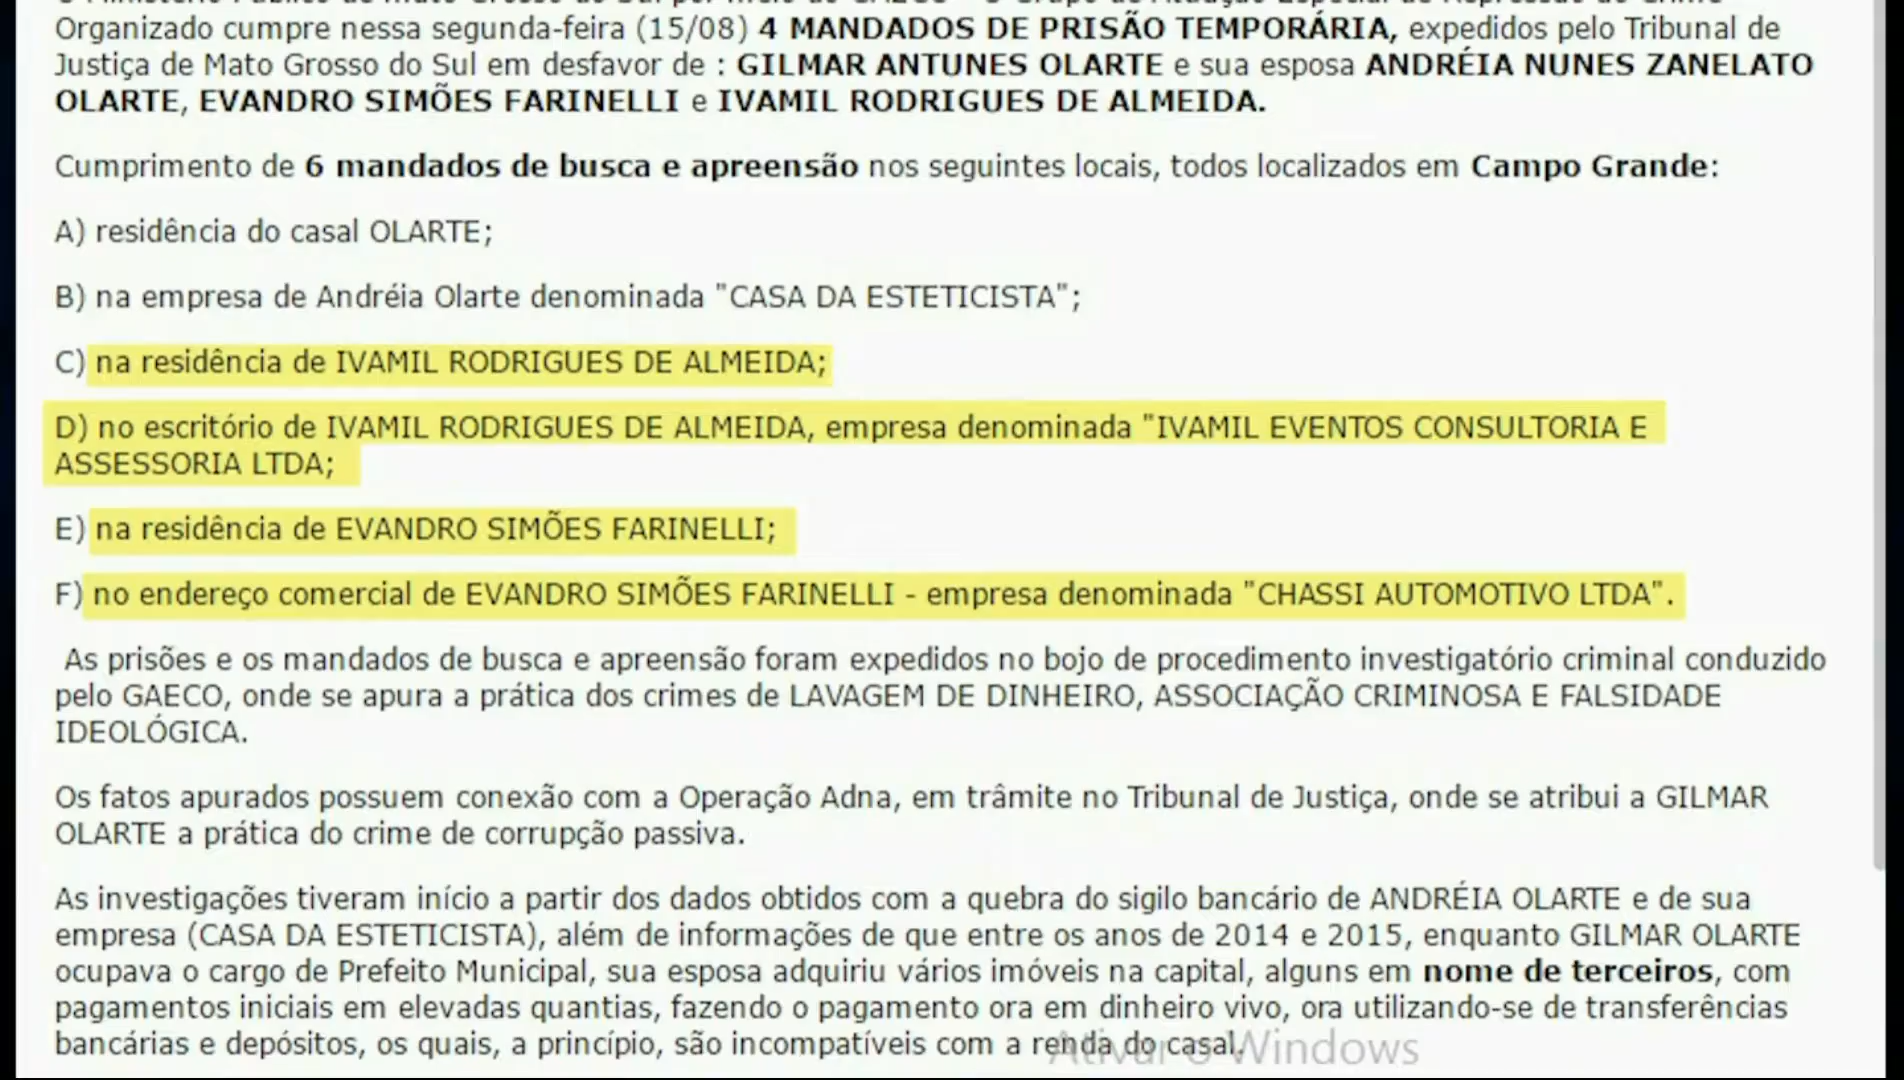 Organizado cumpre nessa segunda-feira (15/08) 4 MANDADOS DE PRISÃO TEMPORÁRIA, expedidos pelo Tribunal de
Justiça de Mato Grosso do Sul em desfavor de : GILMAR ANTUNES OLARTE e sua esposa ANDRÉIA NUNES ZANELATO
OLARTE, EVANDRO SIMÕES FARINELLI e IVAMIL RODRIGUES DE ALMEIDA.
Cumprimento de 6 mandados de busca e apreensão nos seguintes locais, todos localizados em Campo Grande:
A) residência do casal OLARTE;
B) na empresa de Andréia Olarte denominada "CASA DA ESTETICISTA";
C) na residência de IVAMIL RODRIGUES DE ALMEIDA;
D) no escritório de IVAMIL RODRIGUES DE ALMEIDA, empresa denominada "IVAMIL EVENTOS CONSULTORIA E
ASSESSORIA LTDA;
E) na residência de EVANDRO SIMÕES FARINELLI;
F) no endereço comercial de EVANDRO SIMÕES FARINELLI - empresa denominada "CHASSI AUTOMOTIVO LTDA".
As prisões e os mandados de busca e apreensão foram expedidos no bojo de procedimento investigatório criminal conduzido
pelo GAECO, onde se apura a prática dos crimes de LAVAGEM DE DINHEIRO, ASSOCIAÇÃO CRIMINOSA E FALSIDADE
IDEOLÓGICA.
Os fatos apurados possuem conexão com a Operação Adna, em trâmite no Tribunal de Justiça, onde se atribui a GILMAR
OLARTE a prática do crime de corrupção passiva.
As investigações tiveram início a partir dos dados obtidos com a quebra do sigilo bancário de ANDRÉIA OLARTE e de sua
empresa (CASA DA ESTETICISTA), além de informações de que entre os anos de 2014 e 2015, enquanto GILMAR OLARTE
ocupava o cargo de Prefeito Municipal, sua esposa adquiriu vários imóveis na capital, alguns em nome de terceiros, com
pagamentos iniciais em elevadas quantias, fazendo o pagamento ora em dinheiro vivo, ora utilizando-se de transferências
bancárias e depósitos, os quais, a princípio, são incompatíveis com a renda do casal.
Ativar o Windows